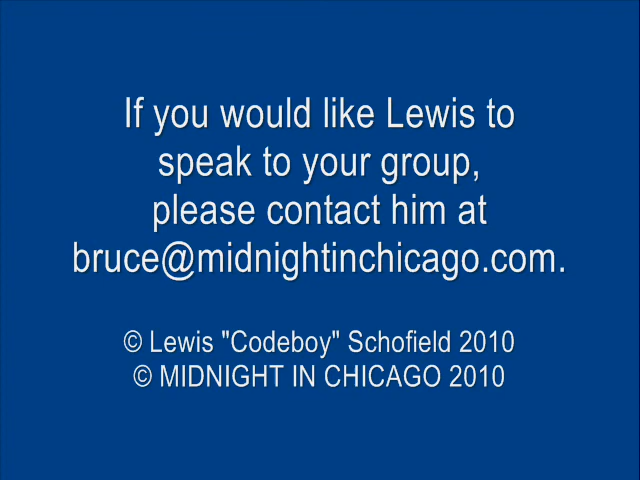 If you would like Lewis to
speak to your group,
please contact him at
bruce@midnightinchicago.com.
© Lewis "Codeboy" Schofield 2010
© MIDNIGHT IN CHICAGO 2010